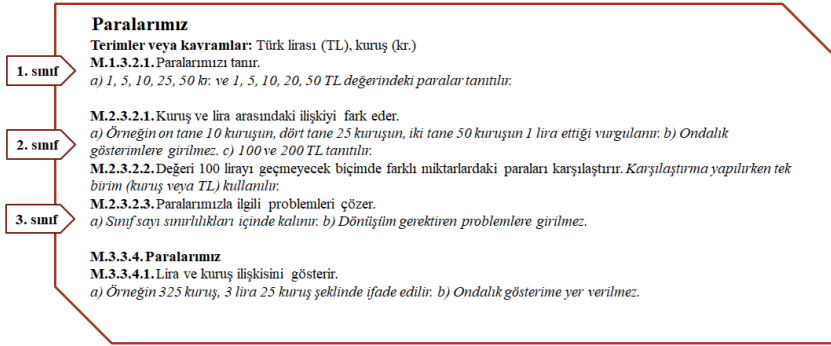 Paralarımız
Terimler veya kavramlar: Türk lirası (TL), kuruş (kr.)
1. sınıf
M.1.3.2.1. Paralarımızı tanır.
a) 1, 5, 10, 25, 50 kr. ve 1, 5, 10, 20, 50 TL değerindeki paralar tanıtılır.
M.2.3.2.1. Kuruş ve lira arasındaki ilişkiyi fark eder.
2. sınıf
a) Örneğin on tane 10 kuruşun, dört tane 25 kuruşun, iki tane 50 kuruşun 1 lira ettiği vurgulanır. b) Ondalık
gösterimlere girilmez. c) 100 ve 200 TL tanıtılır.
M.2.3.2.2. Değeri 100 lirayı geçmeyecek biçimde farklı miktarlardaki paraları karşılaştırır. Karşılaştırma yapılırken tek
birim (kuruş veya TL) kullanılır.
M.2.3.2.3. Paralarımızla ilgili problemleri çözer.
3. sınıf
a) Sınıf sayı sınırlılıkları içinde kalınır. b) Dönüşüm gerektiren problemlere girilmez.
M.3.3.4. Paralarımız
M.3.3.4.1. Lira ve kuruş ilişkisini gösterir.
a) Örneğin 325 kuruş, 3 lira 25 kuruş şeklinde ifade edilir. b) Ondalık gösterime yer verilmez.